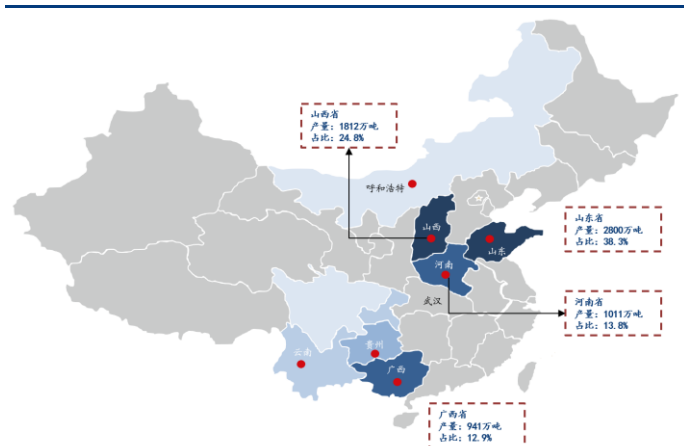 山西省
产量：1812万吨
占比：24.8%
呼和浩特
山西
山东
山东省
产量：2800万吨
占比：38.3%
河南
武汉
河南省
产量：1011万吨
占比：13.8%
云南
贵州
广西
广西省
产量：941万吨
占比：12.9%